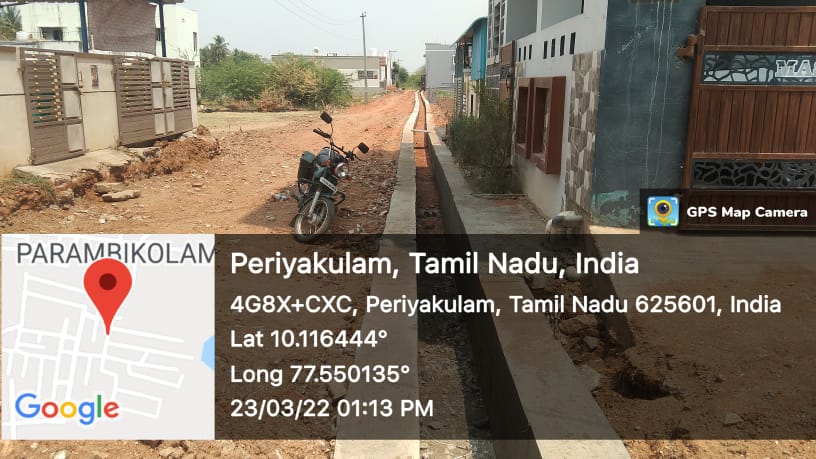 MA
GPS Map Camera
PARAMBIKOLAM
Periyakulam, Tamil Nadu, India
4G8X+CXC, Periyakulam, Tamil Nadu 625601, India
Lat 10.116444°
Long 77.550135°
23/03/22 01:13 PM
Google